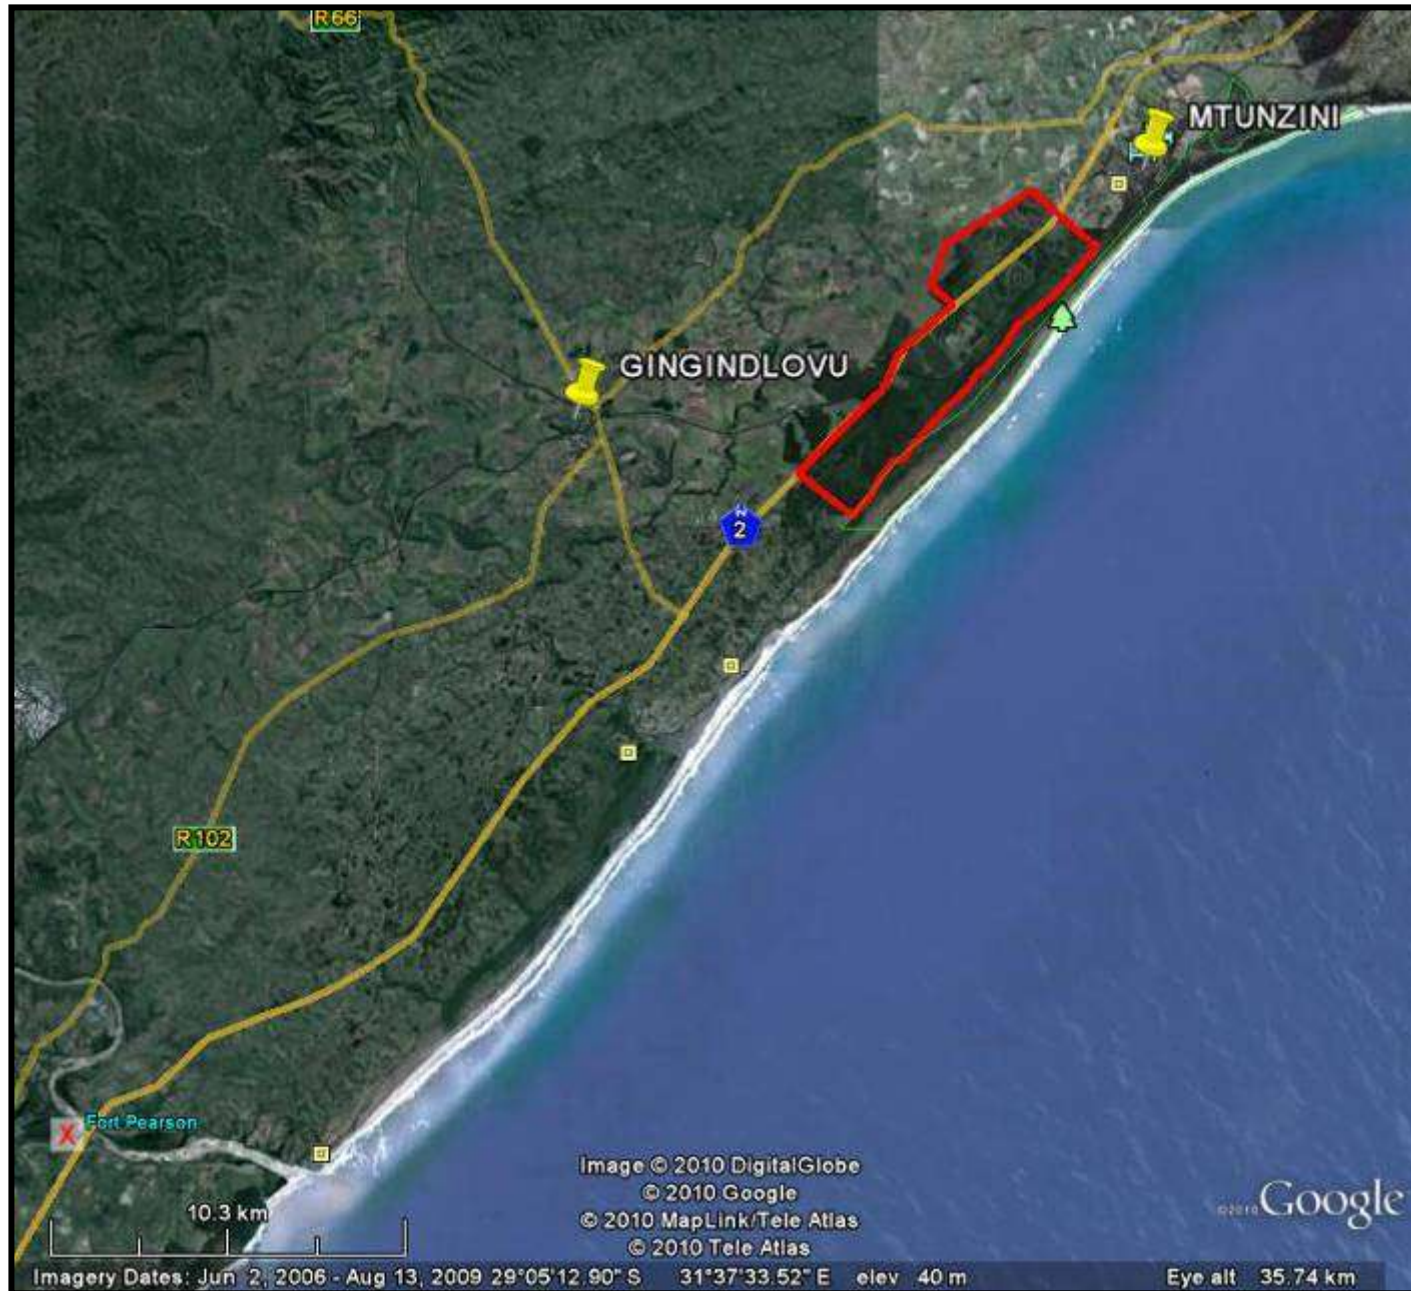 R66
MTUNZINI
GINGINDLOVU
N
2
R102
Fort Pearson
X
10.3 km
Image © 2010 DigitalGlobe
© 2010 Google
© 2010 MapLink/Tele Atlas
© 2010 Tele Atlas
©2010 Google
Imagery Dates: Jun 2, 2006 - Aug 13, 2009 29°05'12.90" S 31°37'33.52" E elev 40 m Eye alt 35.74 km